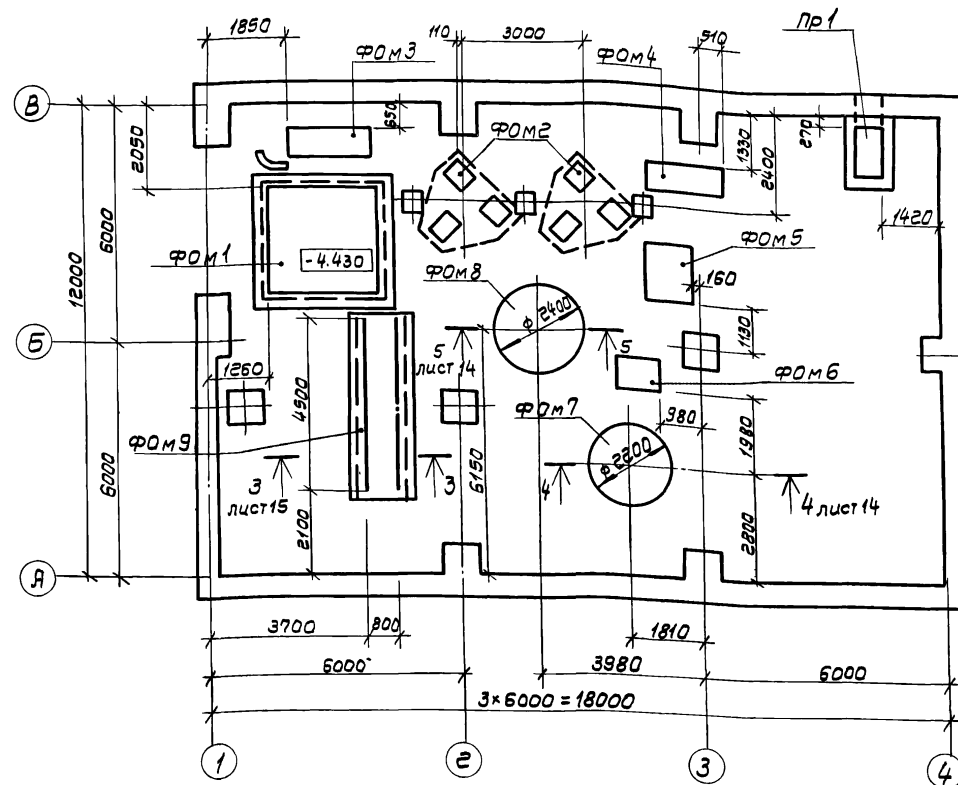 1850
110
3000
510
Пр1
ФОм3
ФОм4
В
650
ФОм2
270
2050
6000
12000
1330
2400
1420
ФОм1
-4.430
ФОм5
ФОм8
160
ф 2400
1130
Б
5
лист 14
5
1260
ФОм6
4500
ФОм7
980
1980
ФОм9
ф 2200
6000
3
лист 15
3
6150
4
4 лист 14
2100
2800
А
3700
800
1810
6000
3980
6000
3×6000=18000
1
2
3
4